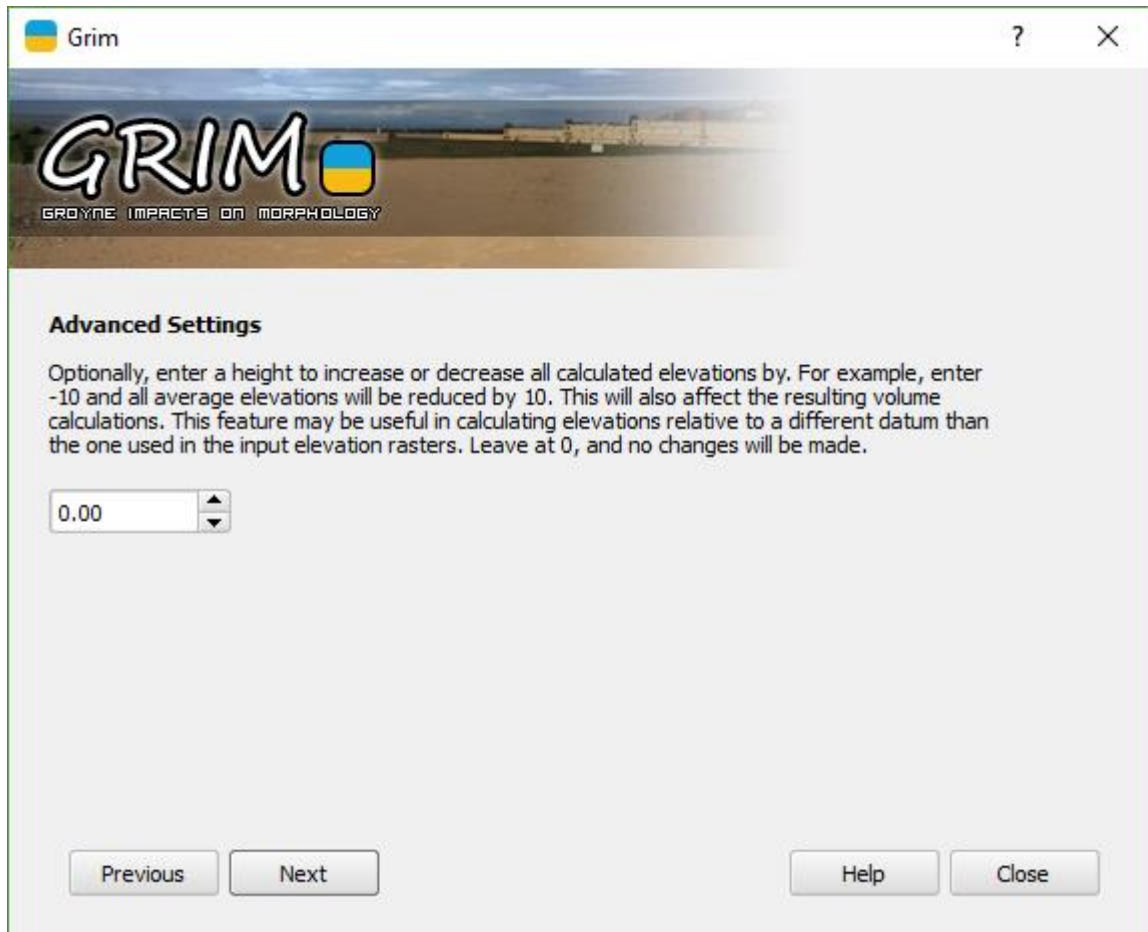 Grim
?
GRIM
GROYNE IMPACTS ON MORPHOLOGY
Advanced Settings
Optionally, enter a height to increase or decrease all calculated elevations by. For example, enter
-10 and all average elevations will be reduced by 10. This will also affect the resulting volume
calculations. This feature may be useful in calculating elevations relative to a different datum than
the one used in the input elevation rasters. Leave at 0, and no changes will be made.
0.00
Previous Next Help Close